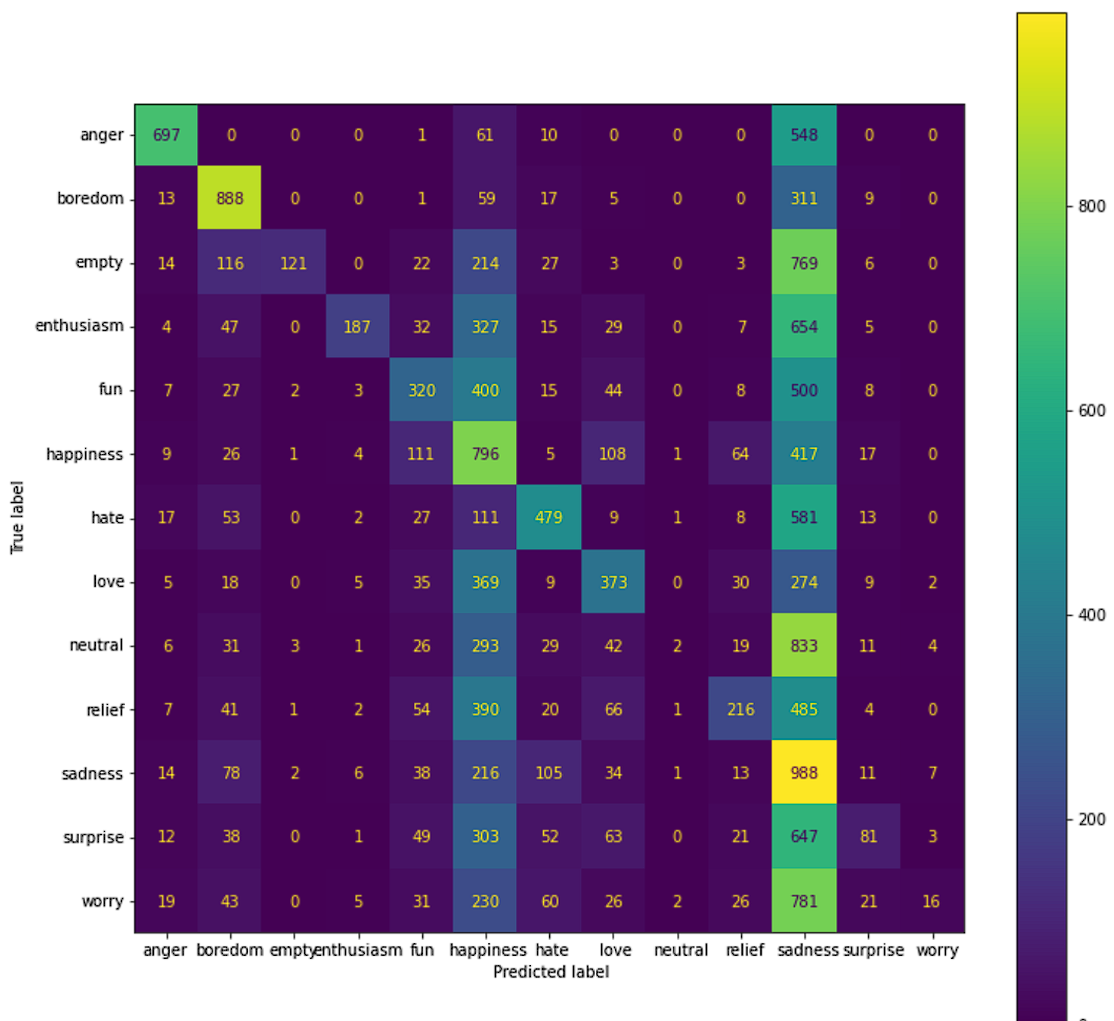 anger 697 0 0 0 1 61 10 0 0 0 548 0 0
boredom 13 888 0 0 1 59 17 5 0 0 311 9 0
800
empty 14 116 121 0 22 214 27 3 0 3 769 6 0
enthusiasm 4 47 0 187 32 327 15 29 0 7 654 5 0
fun 7 27 2 3 320 400 15 44 0 8 500 8 0
600
happiness 9 26 1 4 111 796 5 108 1 64 417 17 0
True label
hate 17 53 0 2 27 111 479 9 1 8 581 13 0
love 5 18 0 5 35 369 9 373 0 30 274 9 2
400
neutral 6 31 3 1 26 293 29 42 2 19 833 11 4
relief 7 41 1 2 54 390 20 66 1 216 485 4 0
sadness 14 78 2 6 38 216 105 34 1 13 988 11 7
200
surprise 12 38 0 1 49 303 52 63 0 21 647 81 3
worry 19 43 0 5 31 230 60 26 2 26 781 21 16
anger boredom empty enthusiasm fun happiness hate love neutral relief sadness surprise worry
Predicted label